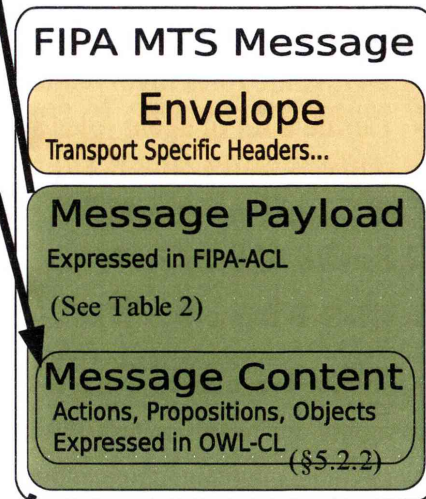 FIPA MTS Message
Envelope
Transport Specific Headers...
Message Payload
Expressed in FIPA-ACL
(See Table 2)
Message Content
Actions, Propositions, Objects
Expressed in OWL-CL
(§5.2.2)